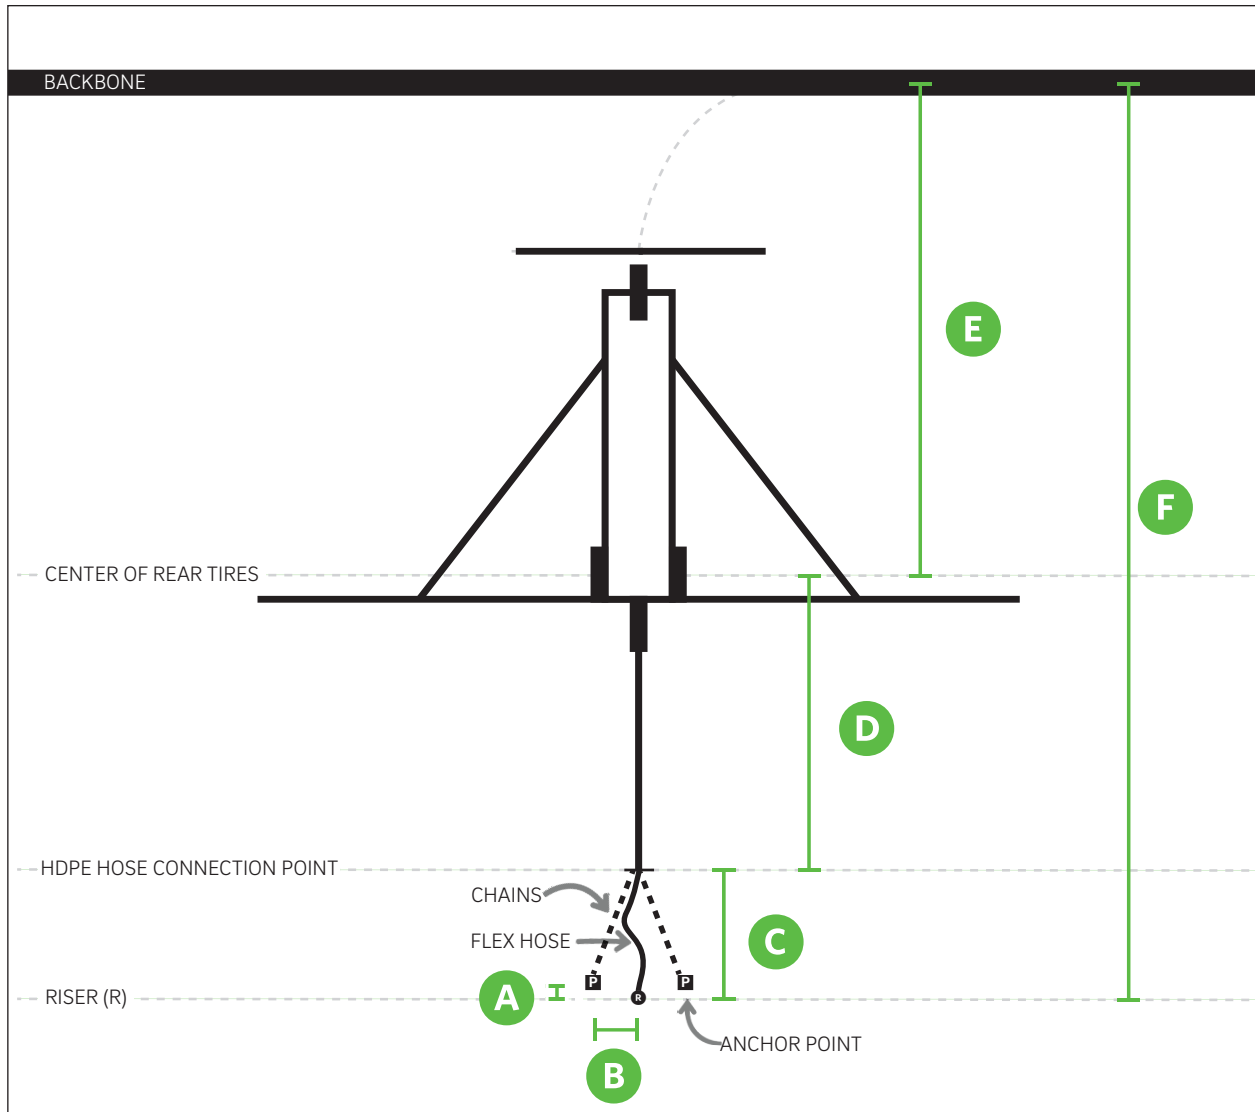 BACKBONE
E
F
CENTER OF REAR TIRES
D
HDPE HOSE CONNECTION POINT
CHAINS
FLEX HOSE
C
P
P
A
RISER (R)
R
ANCHOR POINT
B